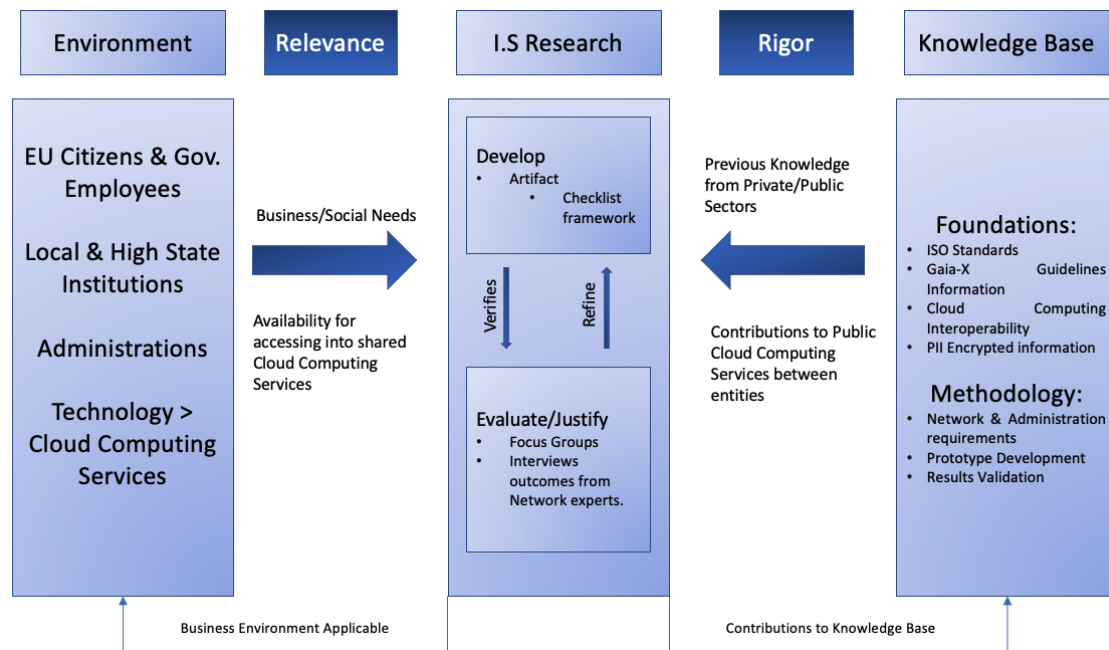 Environment
Relevance
I.S Research
Rigor
Knowledge Base
EU Citizens & Gov.
Employees
Local & High State
Institutions
Administrations
Technology >
Cloud Computing
Services
Business/Social Needs
Availability for
accessing into shared
Cloud Computing
Services
Develop
• Artifact
• Checklist
framework
Verifies
Refine
Evaluate/Justify
• Focus Groups
• Interviews
outcomes from
Network experts.
Previous Knowledge
from Private/Public
Sectors
Contributions to Public
Cloud Computing
Services between
entities
Foundations:
• ISO Standards
• Gaia-X Guidelines
Information
• Cloud Computing
Interoperability
• PII Encrypted information
Methodology:
• Network & Administration
requirements
• Prototype Development
• Results Validation
Business Environment Applicable
Contributions to Knowledge Base